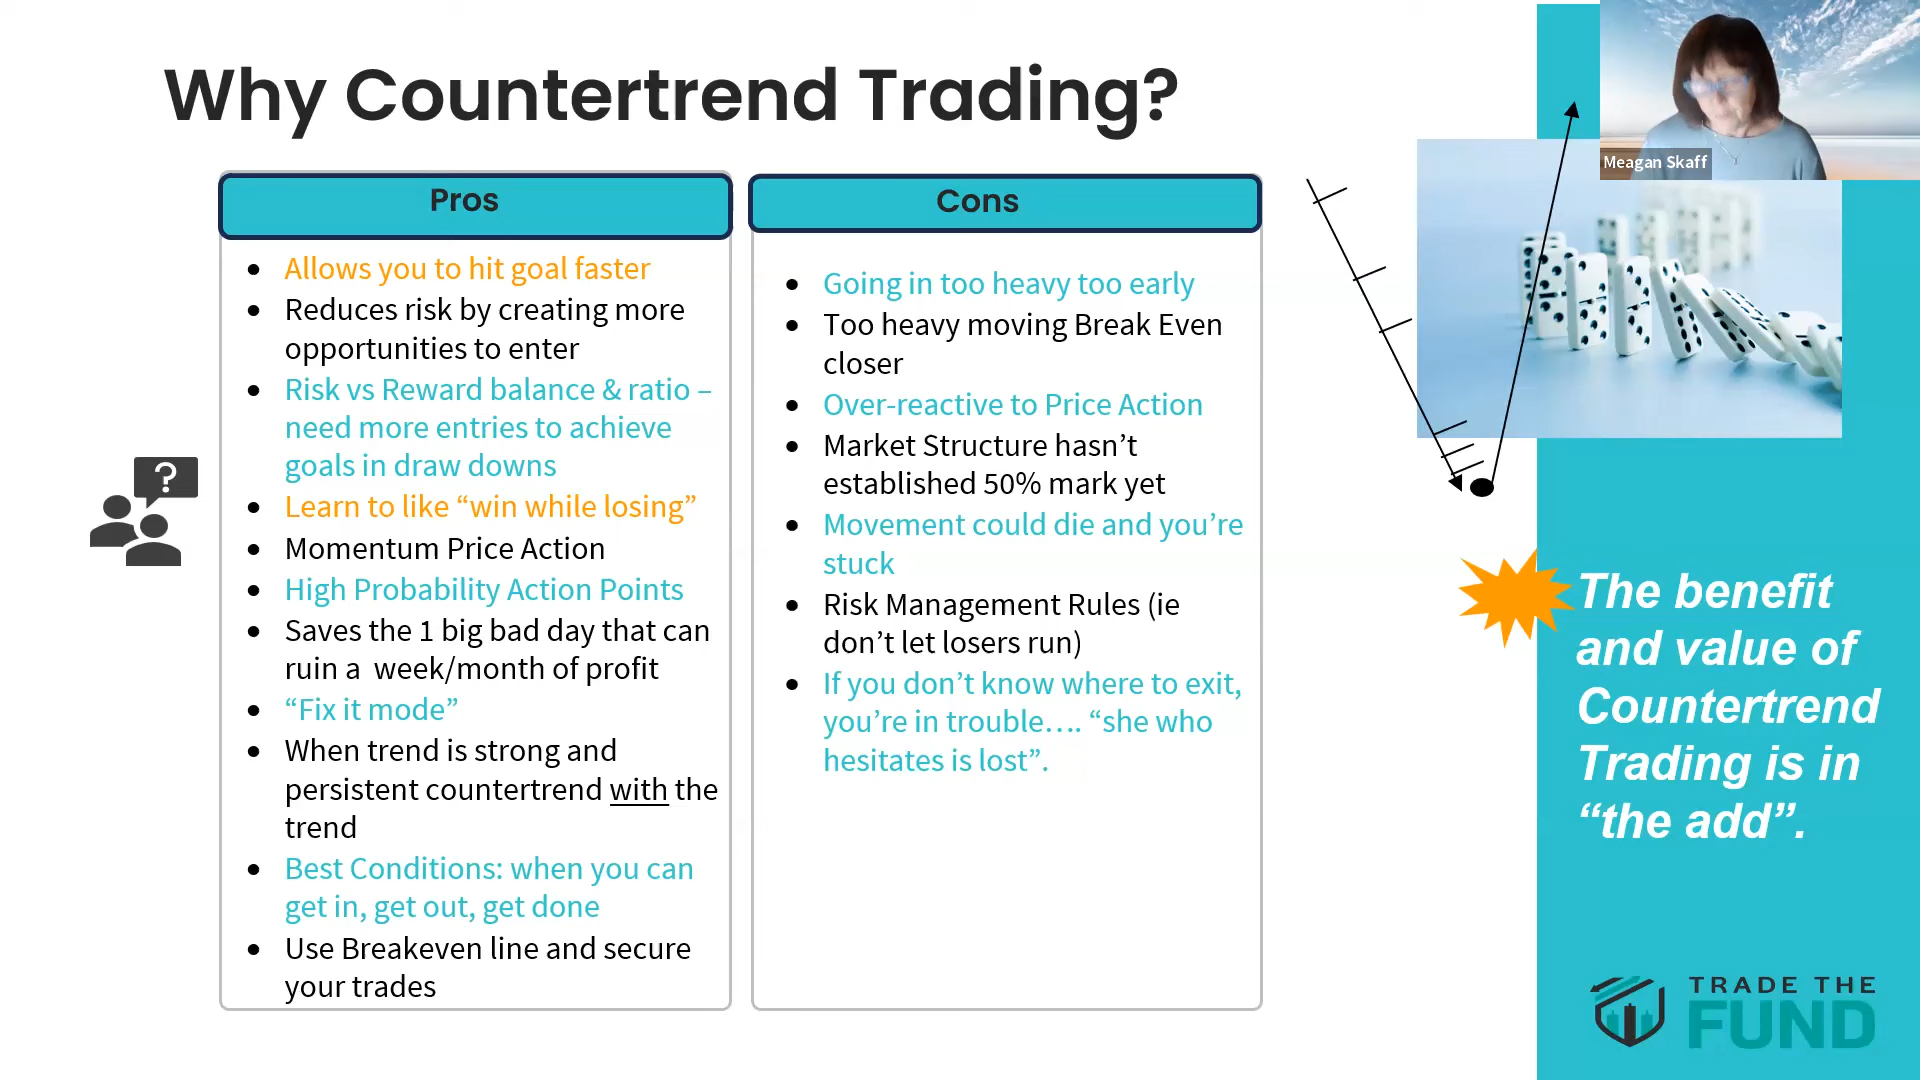 Why Countertrend Trading?
Meagan Skaff
Pros
Allows you to hit goal faster
Reduces risk by creating more
opportunities to enter
Risk vs Reward balance & ratio –
need more entries to achieve
goals in draw downs
Learn to like “win while losing”
Momentum Price Action
High Probability Action Points
Saves the 1 big bad day that can
ruin a  week/month of profit
“Fix it mode”
When trend is strong and
persistent countertrend with the
trend
Best Conditions: when you can
get in, get out, get done
Use Breakeven line and secure
your trades
Cons
Going in too heavy too early
Too heavy moving Break Even
closer
Over-reactive to Price Action
Market Structure hasn’t
established 50% mark yet
Movement could die and you’re
stuck
Risk Management Rules (ie
don’t let losers run)
If you don’t know where to exit,
you’re in trouble…. “she who
hesitates is lost”.
?
The benefit
and value of
Countertrend
Trading is in
“the add”.
TRADE THE
FUND